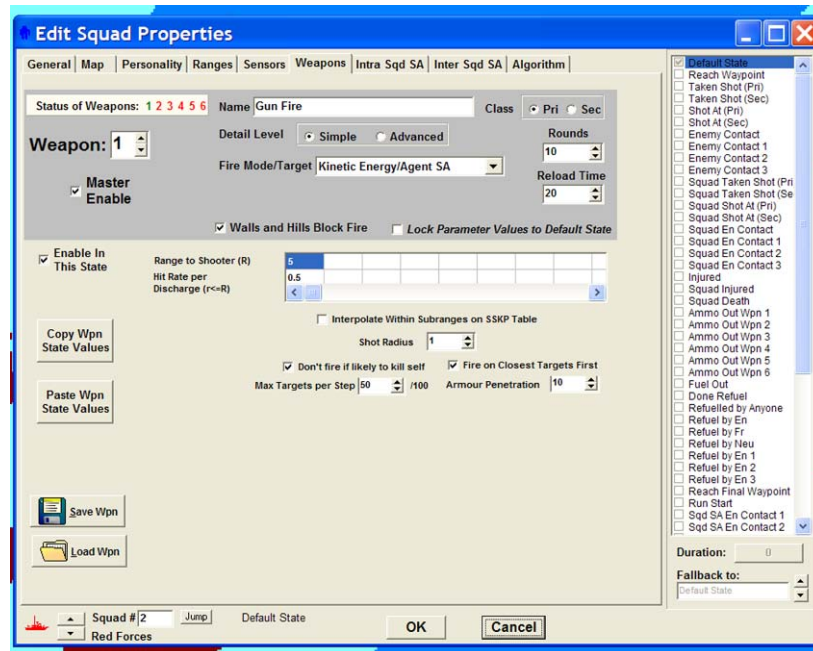 Edit Squad Properties
General Map Personality Ranges Sensors Weapons Intra Sqd SA Inter Sqd SA Algorithm
Status of Weapons: 1 2 3 4 5 6
Name Gun Fire
Class Pri Sec
Weapon: 1
Detail Level Simple Advanced
Rounds
10
Fire Mode/Target Kinetic Energy/Agent SA
Reload Time
20
Master
Enable
Walls and Hills Block Fire
Lock Parameter Values to Default State
Enable In
This State
Range to Shooter (R) 5
Hit Rate per
Discharge (r<=R) 0.5
Interpolate Within Subranges on SSKP Table
Copy Wpn
State Values
Shot Radius 1
Don't fire if likely to kill self
Fire on Closest Targets First
Max Targets per Step 50 /100
Armour Penetration 10
Paste Wpn
State Values
Save Wpn
Load Wpn
Squad # 2 Jump Default State
Red Forces
OK Cancel
Default State
Reach Waypoint
Taken Shot (Pri)
Taken Shot (Sec)
Shot At (Pri)
Shot At (Sec)
Enemy Contact
Enemy Contact 1
Enemy Contact 2
Enemy Contact 3
Squad Taken Shot (Pri
Squad Taken Shot (Se
Squad Shot At (Pri)
Squad Shot At (Sec)
Squad En Contact
Squad En Contact 1
Squad En Contact 2
Squad En Contact 3
Injured
Squad Injured
Squad Death
Ammo Out Wpn 1
Ammo Out Wpn 2
Ammo Out Wpn 3
Ammo Out Wpn 4
Ammo Out Wpn 5
Ammo Out Wpn 6
Fuel Out
Done Refuel
Refuelled by Anyone
Refuel by En
Refuel by Fr
Refuel by Neu
Refuel by En 1
Refuel by En 2
Refuel by En 3
Reach Final Waypoint
Run Start
Sqd SA En Contact 1
Sqd SA En Contact 2
Duration: 0
Fallback to:
Default State